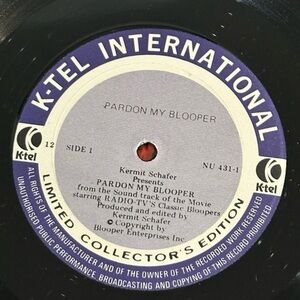 K-TEL INTERNATIONAL
PARDON MY BLOOPER
K-tel
K-tel
12
SIDE 1
NU 431-1
Kermit Schafer
Presents
PARDON MY BLOOPER
from the Sound track of the Movie
starring RADIO-TV'S Classic Bloopers
Produced and edited by
Kermit Schafer
© Copyright by
Blooper Enterprises Inc.
LIMITED COLLECTOR'S EDITION
ALL RIGHTS OF THE MANUFACTURER AND OF THE OWNER OF THE RECORDED WORK RESERVED
UNAUTHORISED PUBLIC PERFORMANCE, BROADCASTING AND COPYING OF THIS RECORD PROHIBITED.